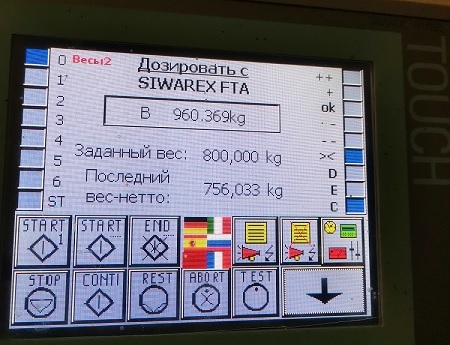 0 Весы2
Дозировать с
SIWAREX FTA
1
2
3
4
5
6
ST
++
+
ok
-
--
><
D
E
C
B 960.369kg
Заданный вес: 800,000 kg
Последний
вес-нетто: 756,033 kg
START 1
START
END
STOP
CONTI
REST
ABORT
TEST
TOUCH